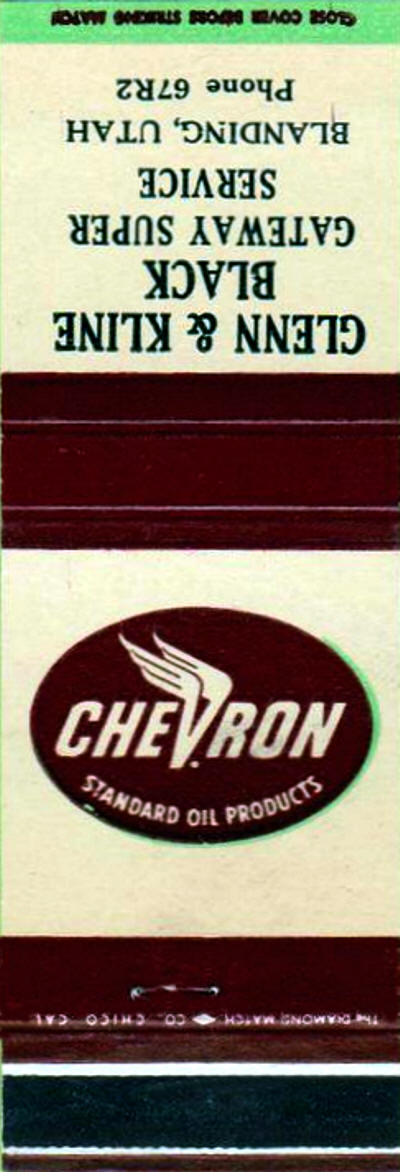 GLENN & KLINE
BLACK
GATEWAY SUPER
SERVICE
BLANDING, UTAH
Phone 67R2
CLOSE COVER BEFORE STRIKING MATCH
CHEVRON
STANDARD OIL PRODUCTS
The DIAMOND MATCH CO., CHICO CAL